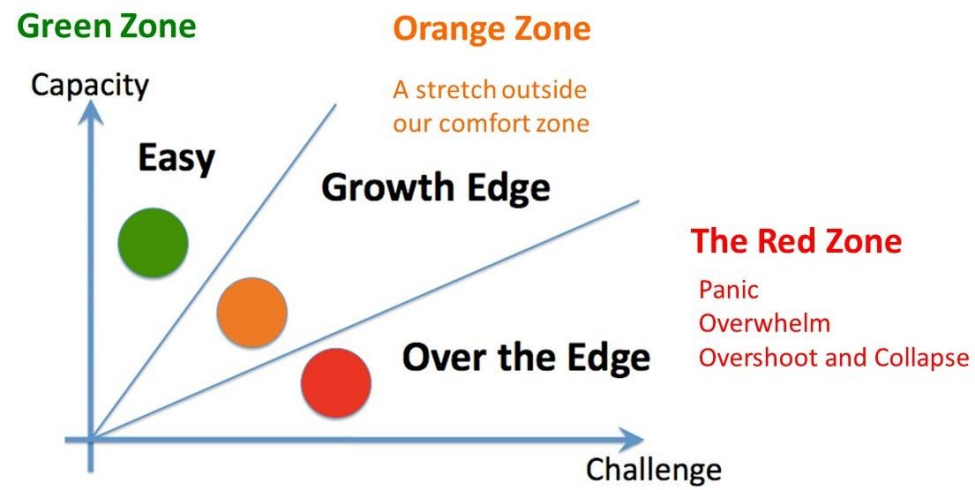 Green Zone
Orange Zone
Capacity
A stretch outside
our comfort zone
Easy
Growth Edge
The Red Zone
Panic
Overwhelm
Overshoot and Collapse
Over the Edge
Challenge